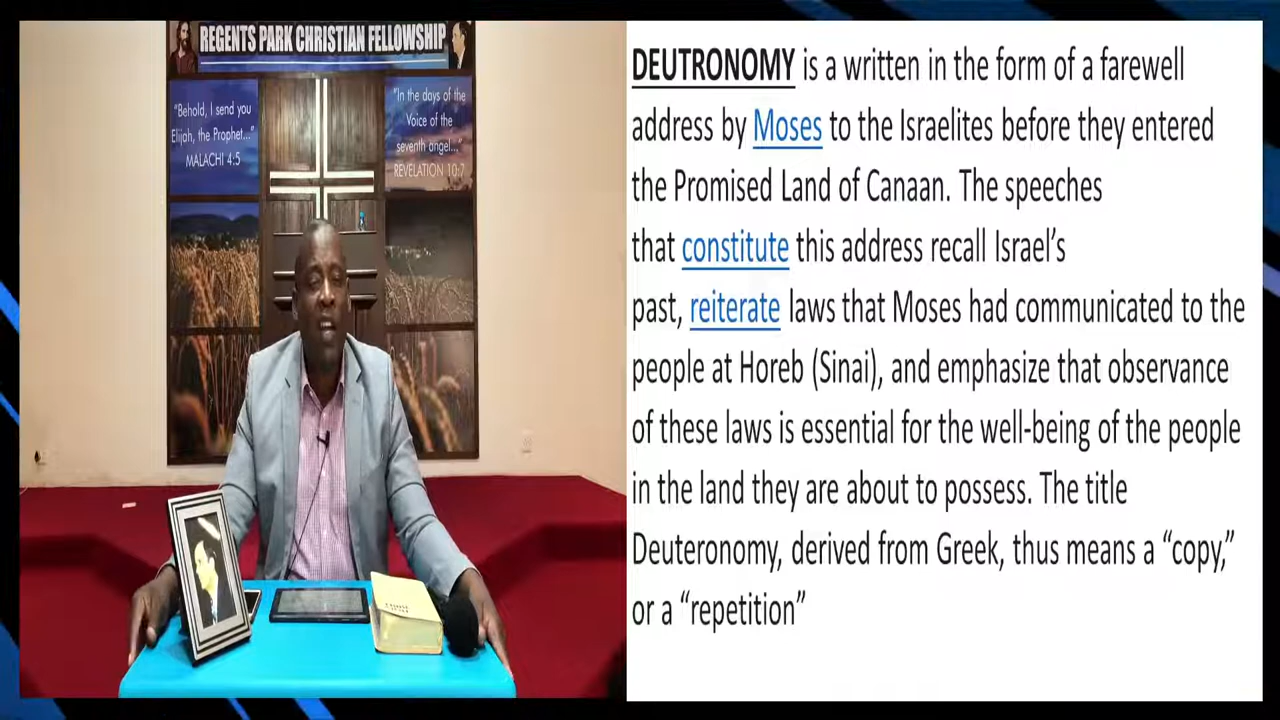 REGENTS PARK CHRISTIAN FELLOWSHIP
"Behold, I send you
Elijah, the Prophet..."
MALACHI 4:5
"In the days of the
Voice of the
seventh angel..."
REVELATION 10:7
DEUTRONOMY is a written in the form of a farewell
address by Moses to the Israelites before they entered
the Promised Land of Canaan. The speeches
that constitute this address recall Israel’s
past, reiterate laws that Moses had communicated to the
people at Horeb (Sinai), and emphasize that observance
of these laws is essential for the well-being of the people
in the land they are about to possess. The title
Deuteronomy, derived from Greek, thus means a “copy,”
or a “repetition”